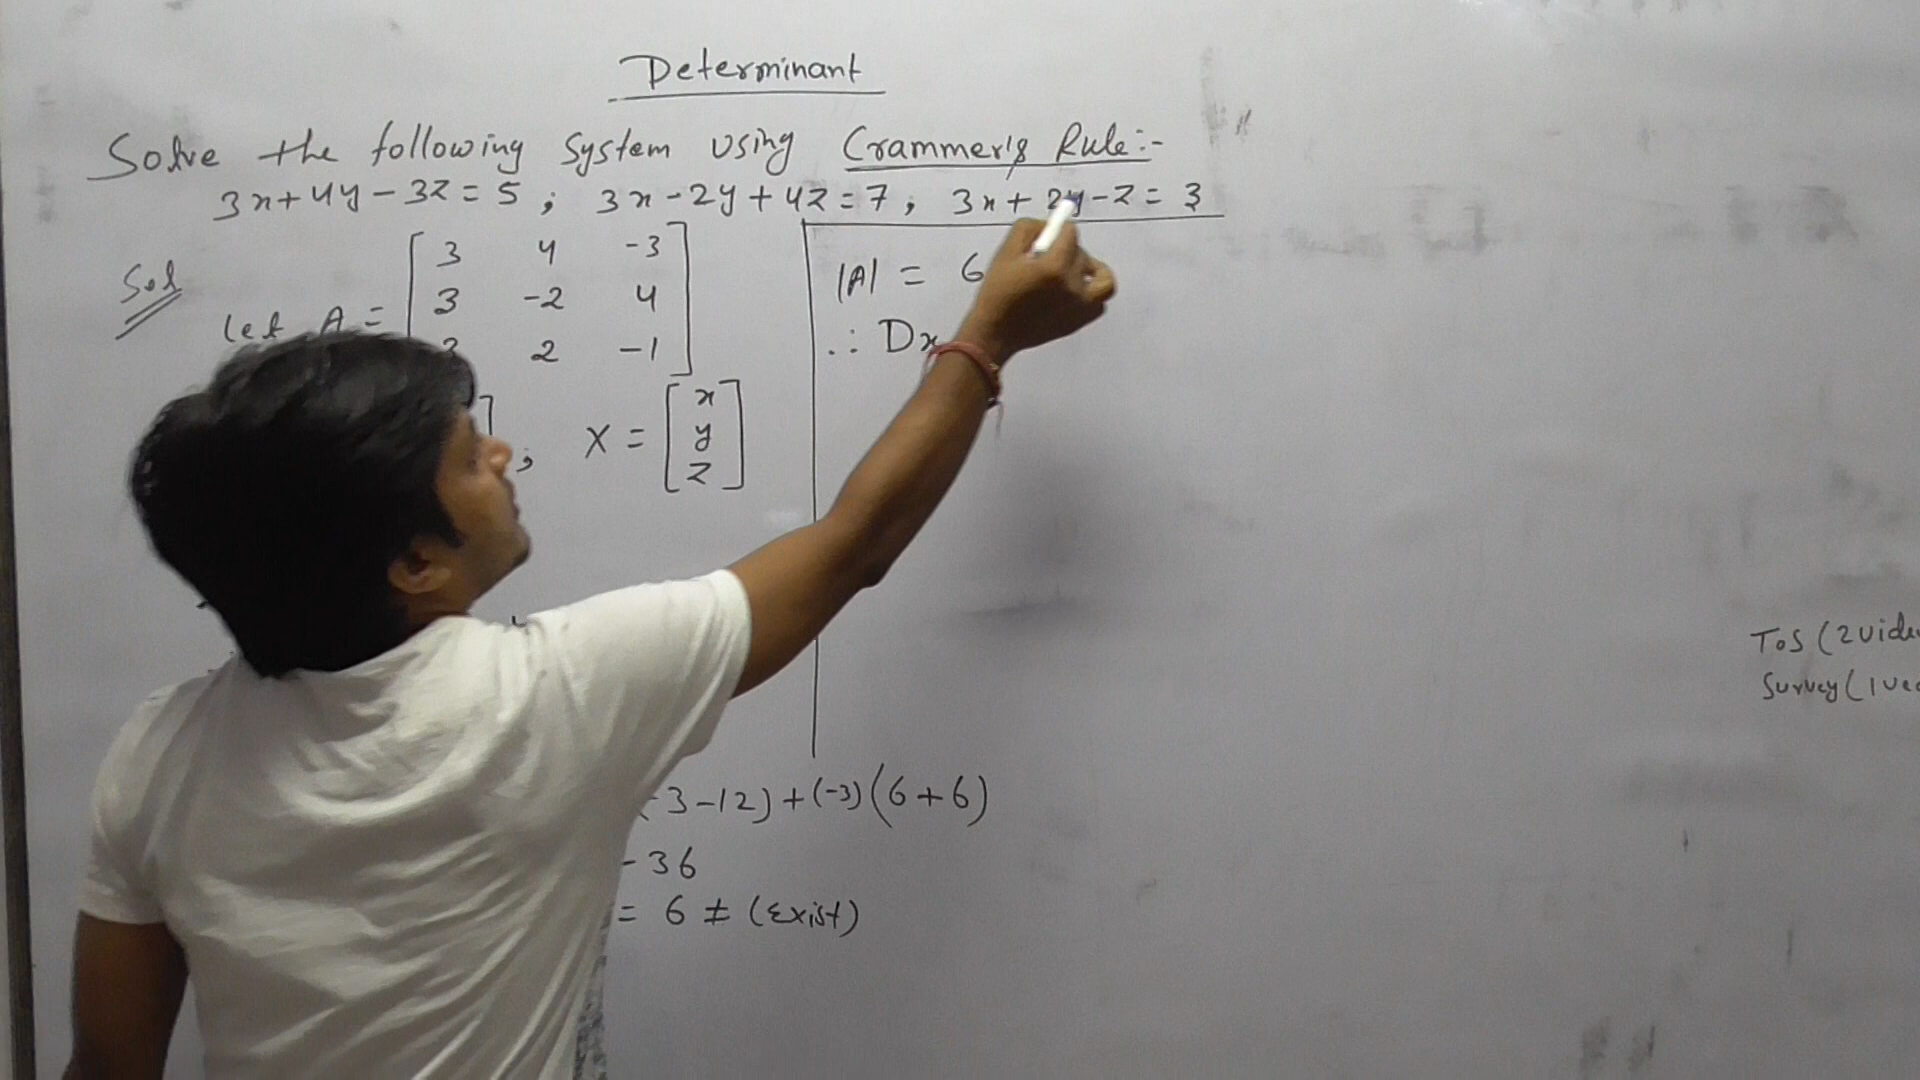 Determinant
Solve the following System using Crammer's Rule:-
3x+4y-3z=5; 3x-2y+4z=7; 3x+2y-z=3
Sol
let A = [3 4 -3
3 -2 4
2 -1]
|A| = 6
∴ Dx
]; X = [x
y
z]
-3-12)+(-3)(6+6)
-36
= 6 ≠ (Exist)
TOS (2
Survey (1